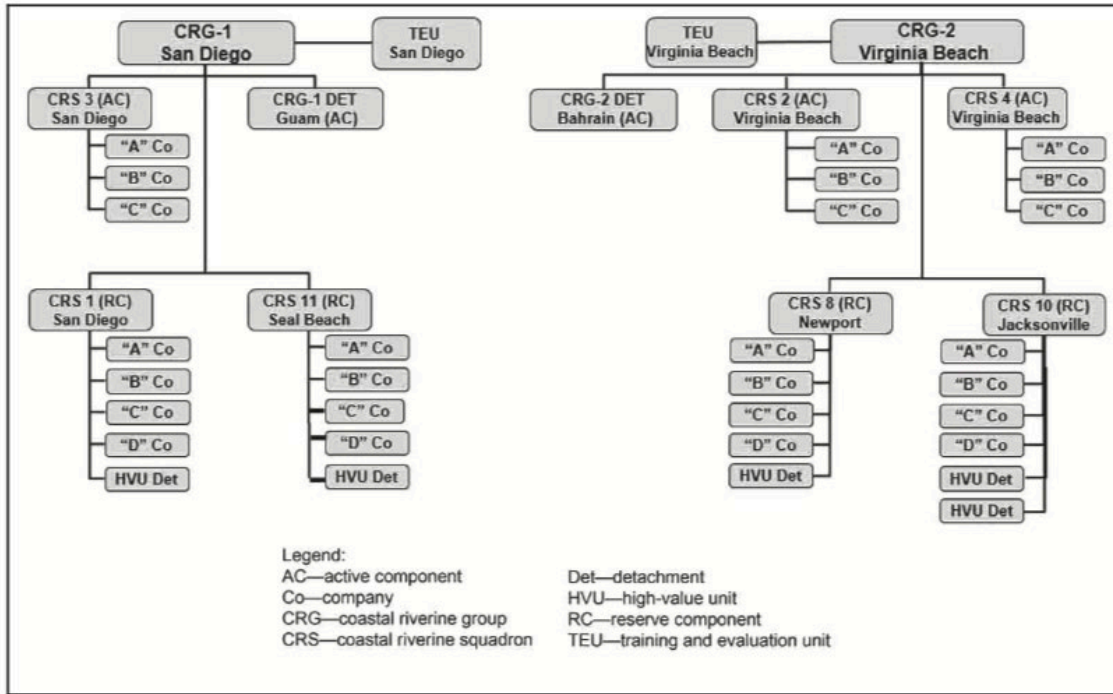 CRG-1
San Diego
TEU
San Diego
CRS 3 (AC)
San Diego
“A” Co
“B” Co
“C” Co
CRG-1 DET
Guam (AC)
CRS 1 (RC)
San Diego
“A” Co
“B” Co
“C” Co
“D” Co
HVU Det
CRS 11 (RC)
Seal Beach
“A” Co
“B” Co
“C” Co
“D” Co
HVU Det
TEU
Virginia Beach
CRG-2
Virginia Beach
CRG-2 DET
Bahrain (AC)
CRS 2 (AC)
Virginia Beach
“A” Co
“B” Co
“C” Co
CRS 4 (AC)
Virginia Beach
“A” Co
“B” Co
“C” Co
CRS 8 (RC)
Newport
“A” Co
“B” Co
“C” Co
“D” Co
HVU Det
CRS 10 (RC)
Jacksonville
“A” Co
“B” Co
“C” Co
“D” Co
HVU Det
HVU Det
Legend:
AC—active component
Co—company
CRG—coastal riverine group
CRS—coastal riverine squadron
Det—detachment
HVU—high-value unit
RC—reserve component
TEU—training and evaluation unit